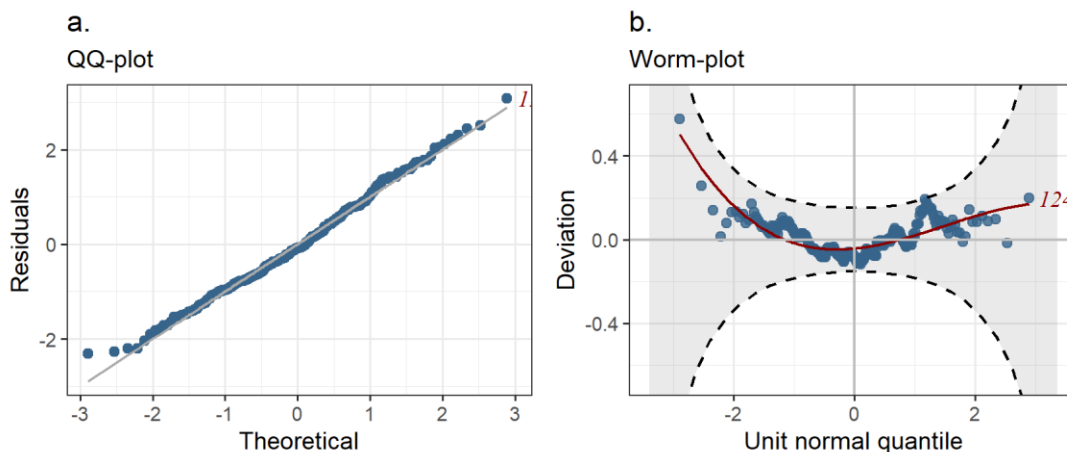 a.
QQ-plot
Residuals
2
0
-2
-3
-2
-1
0
1
2
3
Theoretical
b.
Worm-plot
Deviation
0.4
0.0
-0.4
-2
0
2
Unit normal quantile
124